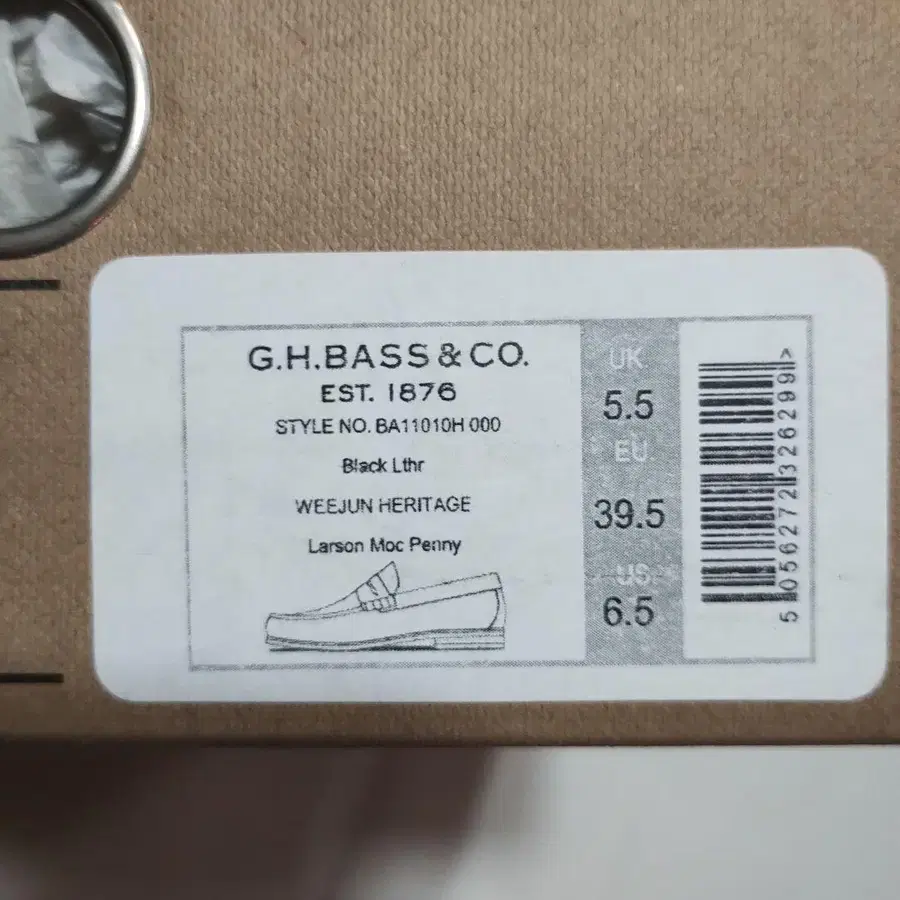 G.H.BASS & CO.
EST. 1876
STYLE NO. BA11010H 000
Black Lthr
WEEJUN HERITAGE
Larson Moc Penny
UK
5.5
EU
39.5
US
6.5
5 056272 326299 >